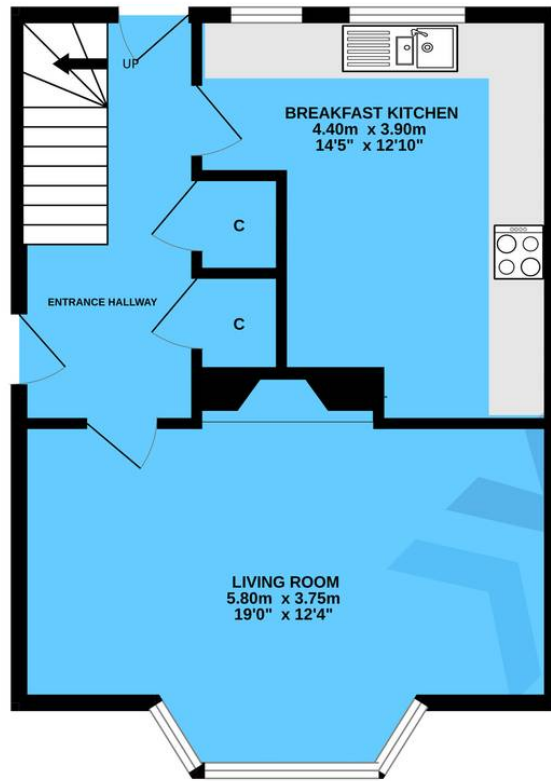 UP
BREAKFAST KITCHEN
4.40m x 3.90m
14'5" x 12'10"
C
ENTRANCE HALLWAY
C
LIVING ROOM
5.80m x 3.75m
19'0" x 12'4"